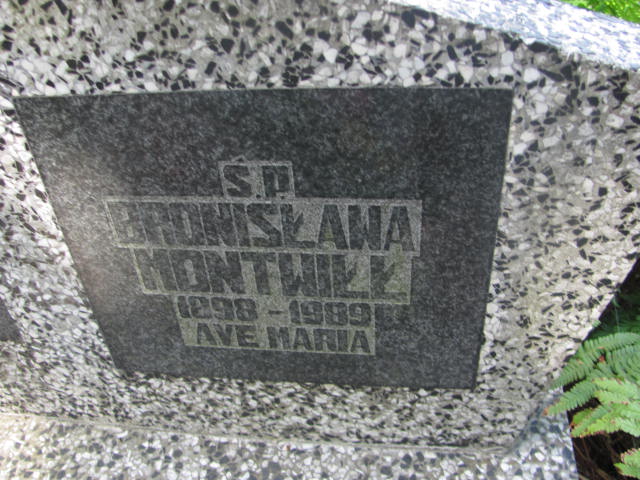 Ś.P.
BRONISŁAWA
MONTWIŁŁ
1898 - 1989
AVE MARIA